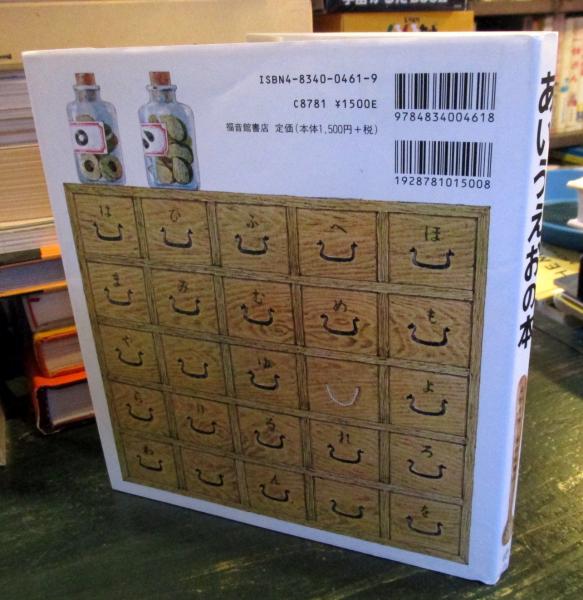 ISBN4-8340-0461-9
C8781 ¥1500E
福音館書店 定価(本体1,500円+税)
9784834004618
1928781015008
は ひ ふ へ ほ
ま み む め も
や ゆ よ
ら り る れ ろ
わ ん を
あいうえおの本